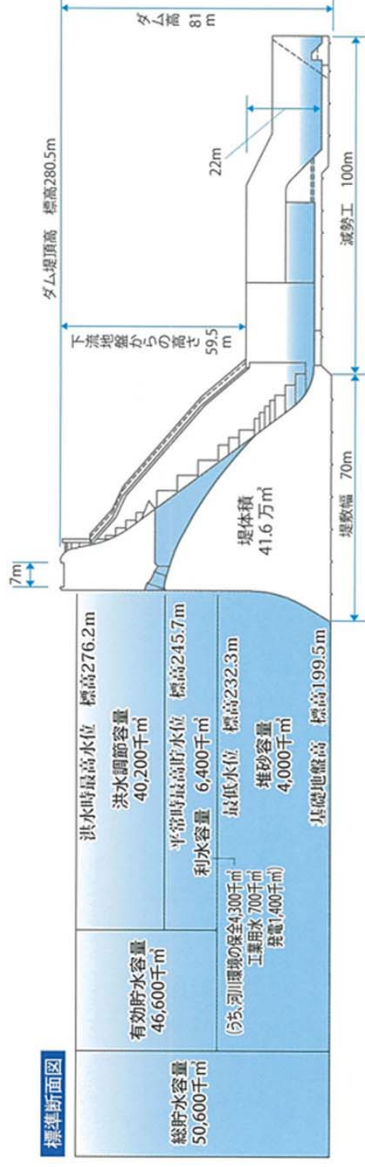 標準断面図
総貯水容量
50,600千㎥
有効貯水容量
46,600千㎥
洪水時最高水位 標高276.2m
洪水調節容量
40,200千㎥
平常時最高貯水位 標高245.7m
利水容量 6,400千㎥
最低水位 標高232.3m
(うち、河川環境の保全4,300千㎥
工業用水 700千㎥
発電1,400千㎥)
堆砂容量
4,000千㎥
基礎地盤高 標高199.5m
7m
ダム堤頂高 標高280.5m
下流地盤からの高さ
59.5m
堤体積
41.6万㎥
堤敷幅 70m
22m
減勢工 100m
ダム高
81m